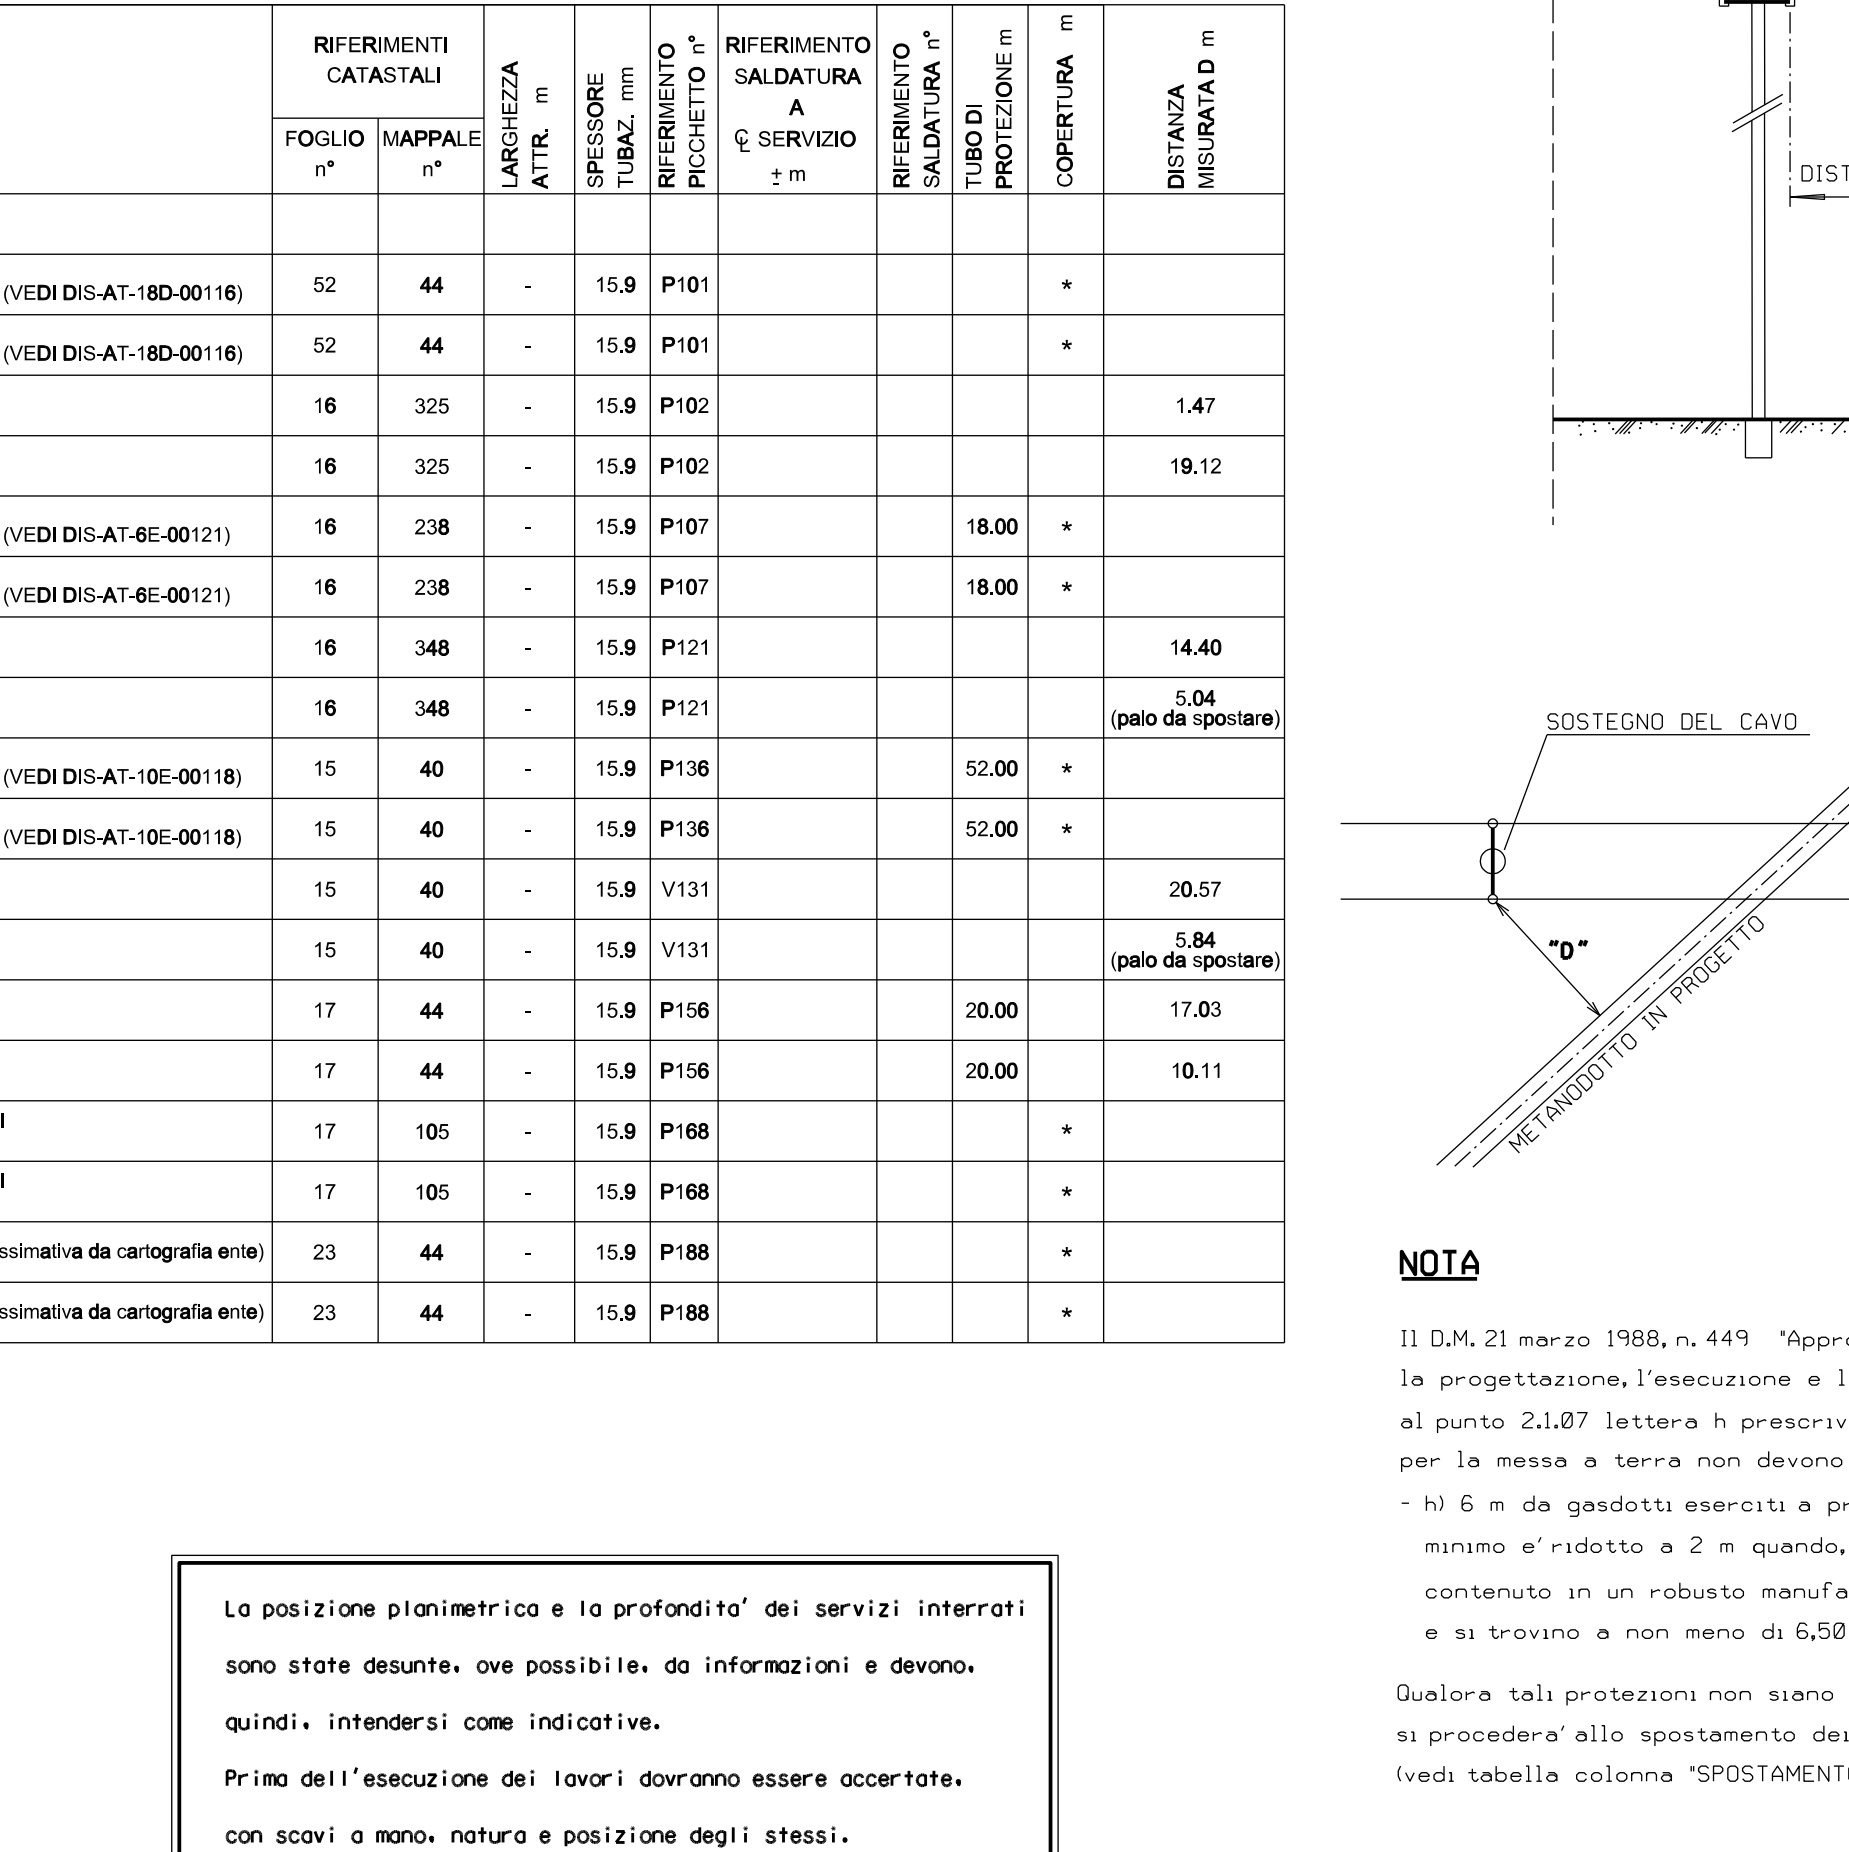 RIFERIMENTI
CATASTALI
FOGLIO
n°
MAPPALE
n°
LARGHEZZA
ATTR. m
SPESSORE
TUBAZ. mm
RIFERIMENTO
PICCHETTO n°
RIFERIMENTO
SALDATURA
A
℄ SERVIZIO
± m
RIFERIMENTO
SALDATURA n°
TUBO DI
PROTEZIONE m
COPERTURA m
DISTANZA
MISURATA D m
(VEDI DIS-AT-18D-00116) 52 44 - 15.9 P101 *
(VEDI DIS-AT-18D-00116) 52 44 - 15.9 P101 *
16 325 - 15.9 P102 1.47
16 325 - 15.9 P102 19.12
(VEDI DIS-AT-6E-00121) 16 238 - 15.9 P107 18.00 *
(VEDI DIS-AT-6E-00121) 16 238 - 15.9 P107 18.00 *
16 348 - 15.9 P121 14.40
16 348 - 15.9 P121 5.04
(palo da spostare)
(VEDI DIS-AT-10E-00118) 15 40 - 15.9 P136 52.00 *
(VEDI DIS-AT-10E-00118) 15 40 - 15.9 P136 52.00 *
15 40 - 15.9 V131 20.57
15 40 - 15.9 V131 5.84
(palo da spostare)
17 44 - 15.9 P156 20.00 17.03
17 44 - 15.9 P156 20.00 10.11
I 17 105 - 15.9 P168 *
I 17 105 - 15.9 P168 *
ssimativa da cartografia ente) 23 44 - 15.9 P188 *
ssimativa da cartografia ente) 23 44 - 15.9 P188 *
La posizione planimetrica e la profondita' dei servizi interrati
sono state desunte, ove possibile, da informazioni e devono,
quindi, intendersi come indicative.
Prima dell'esecuzione dei lavori dovranno essere accertate,
con scavi a mano, natura e posizione degli stessi.
DIST
SOSTEGNO DEL CAVO
"D"
METANODOTTO IN PROGETTO
NOTA
Il D.M. 21 marzo 1988, n. 449 "Appro
la progettazione, l'esecuzione e l
al punto 2.1.07 lettera h prescriv
per la messa a terra non devono
- h) 6 m da gasdotti eserciti a pr
minimo e' ridotto a 2 m quando,
contenuto in un robusto manufa
e si trovino a non meno di 6,50
Qualora tali protezioni non siano
si procedera' allo spostamento dei
(vedi tabella colonna "SPOSTAMENTO